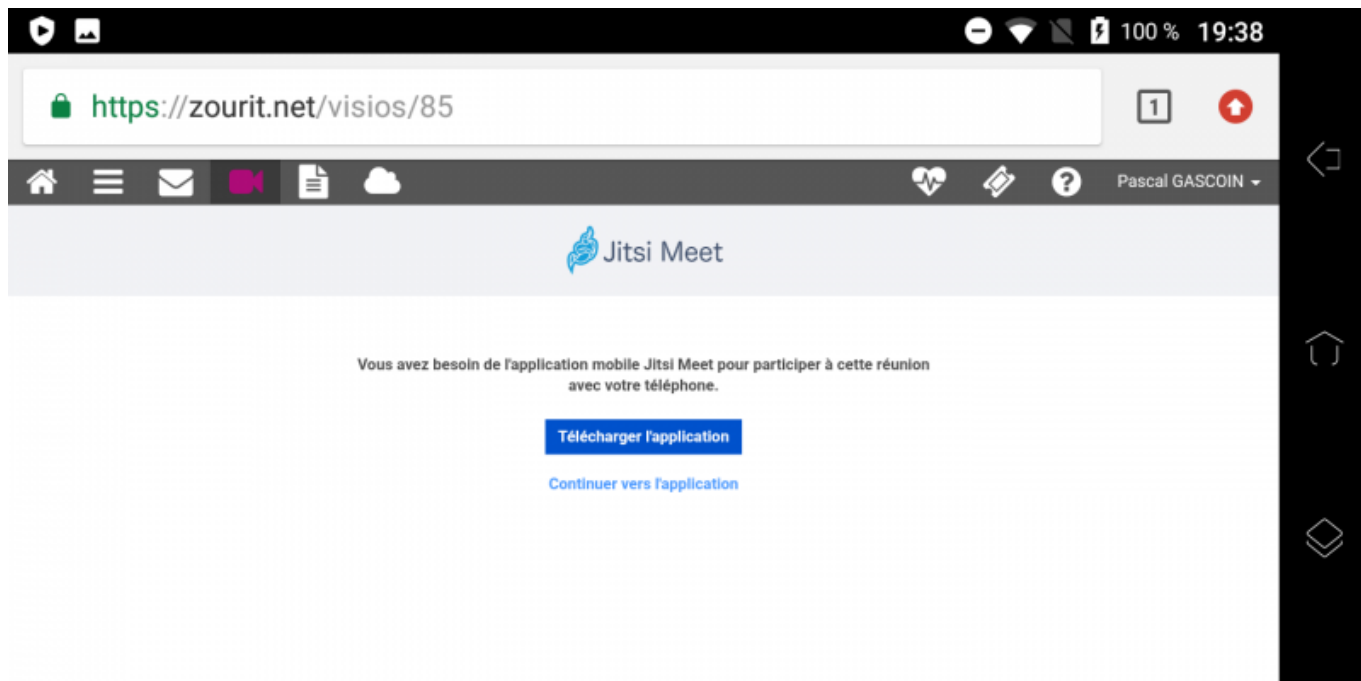 100 % 19:38
https://zourit.net/visios/85
1
Pascal GASCOIN
Jitsi Meet
Vous avez besoin de l'application mobile Jitsi Meet pour participer à cette réunion
avec votre téléphone.
Télécharger l'application
Continuer vers l'application